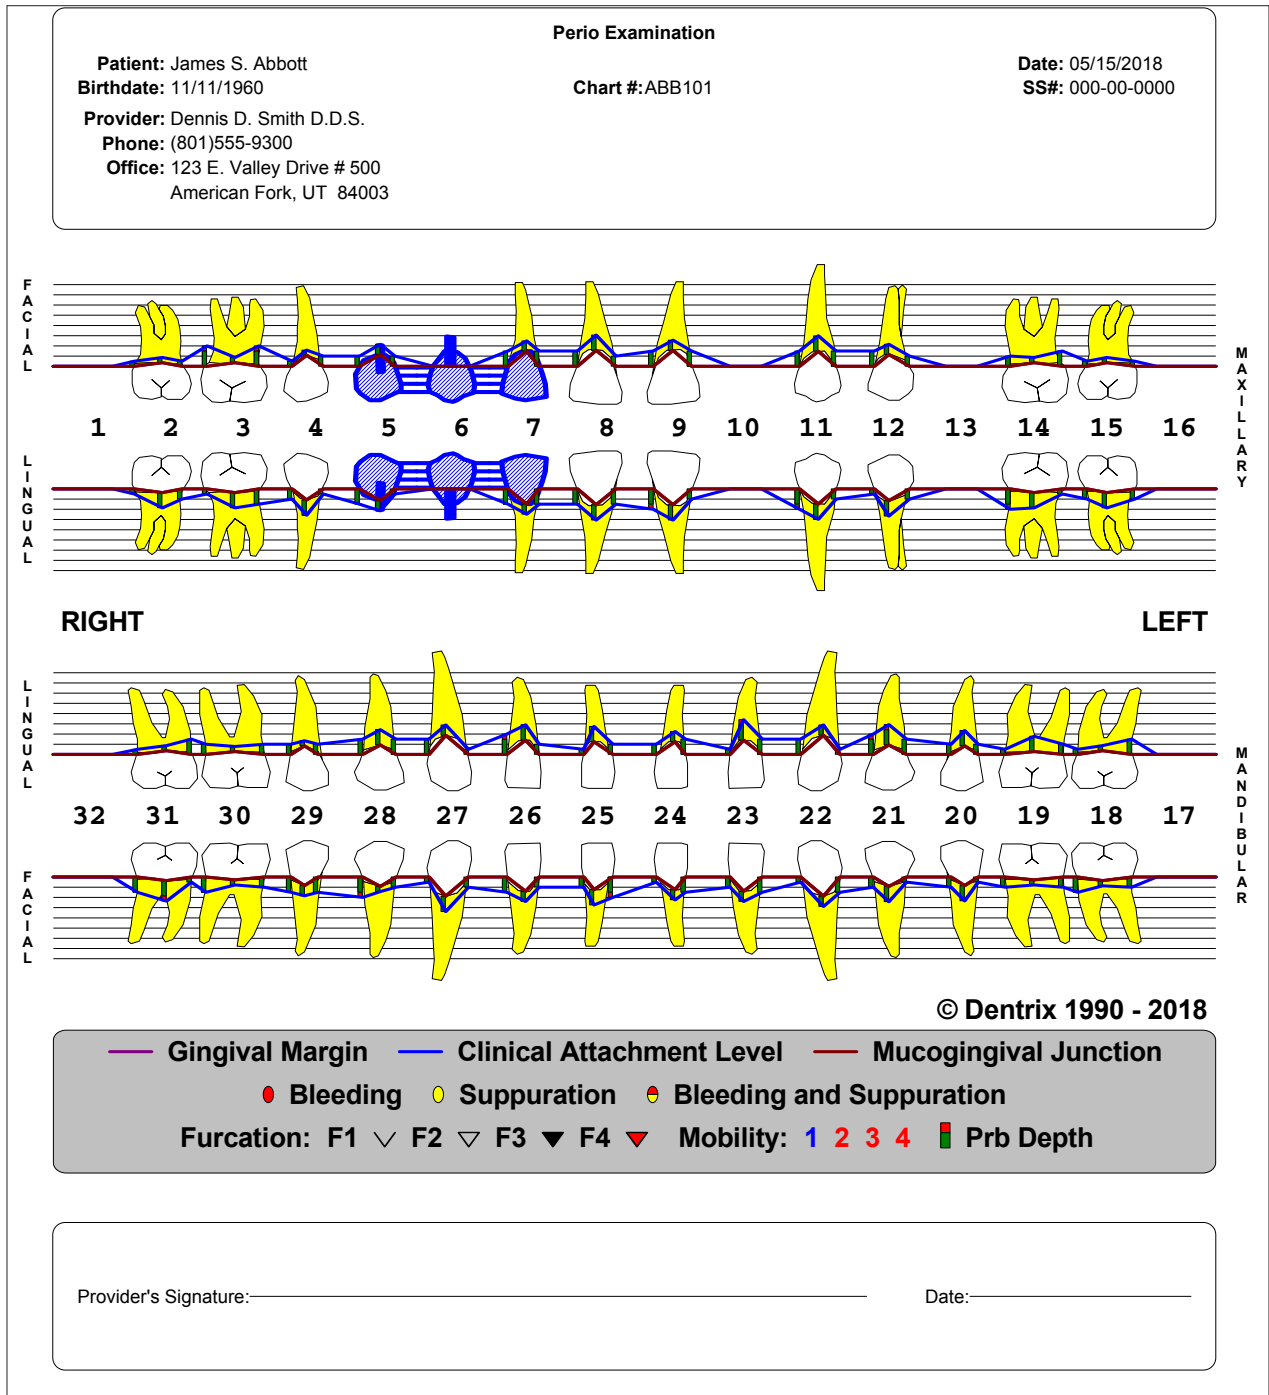 Perio Examination
Patient: James S. Abbott
Date: 05/15/2018
Birthdate: 11/11/1960
Chart #:ABB101
SS#: 000-00-0000
Provider: Dennis D. Smith D.D.S.
Phone: (801)555-9300
Office: 123 E. Valley Drive # 500
American Fork, UT 84003
FACIAL
MAXILLARY
1 2 3 4 5 6 7 8 9 10 11 12 13 14 15 16
LINGUAL
RIGHT LEFT
LINGUAL
MANDIBULAR
32 31 30 29 28 27 26 25 24 23 22 21 20 19 18 17
FACIAL
© Dentrix 1990 - 2018
Gingival Margin Clinical Attachment Level Mucogingival Junction
Bleeding Suppuration Bleeding and Suppuration
Furcation: F1 F2 F3 F4 Mobility: 1 2 3 4 Prb Depth
Provider's Signature: Date: